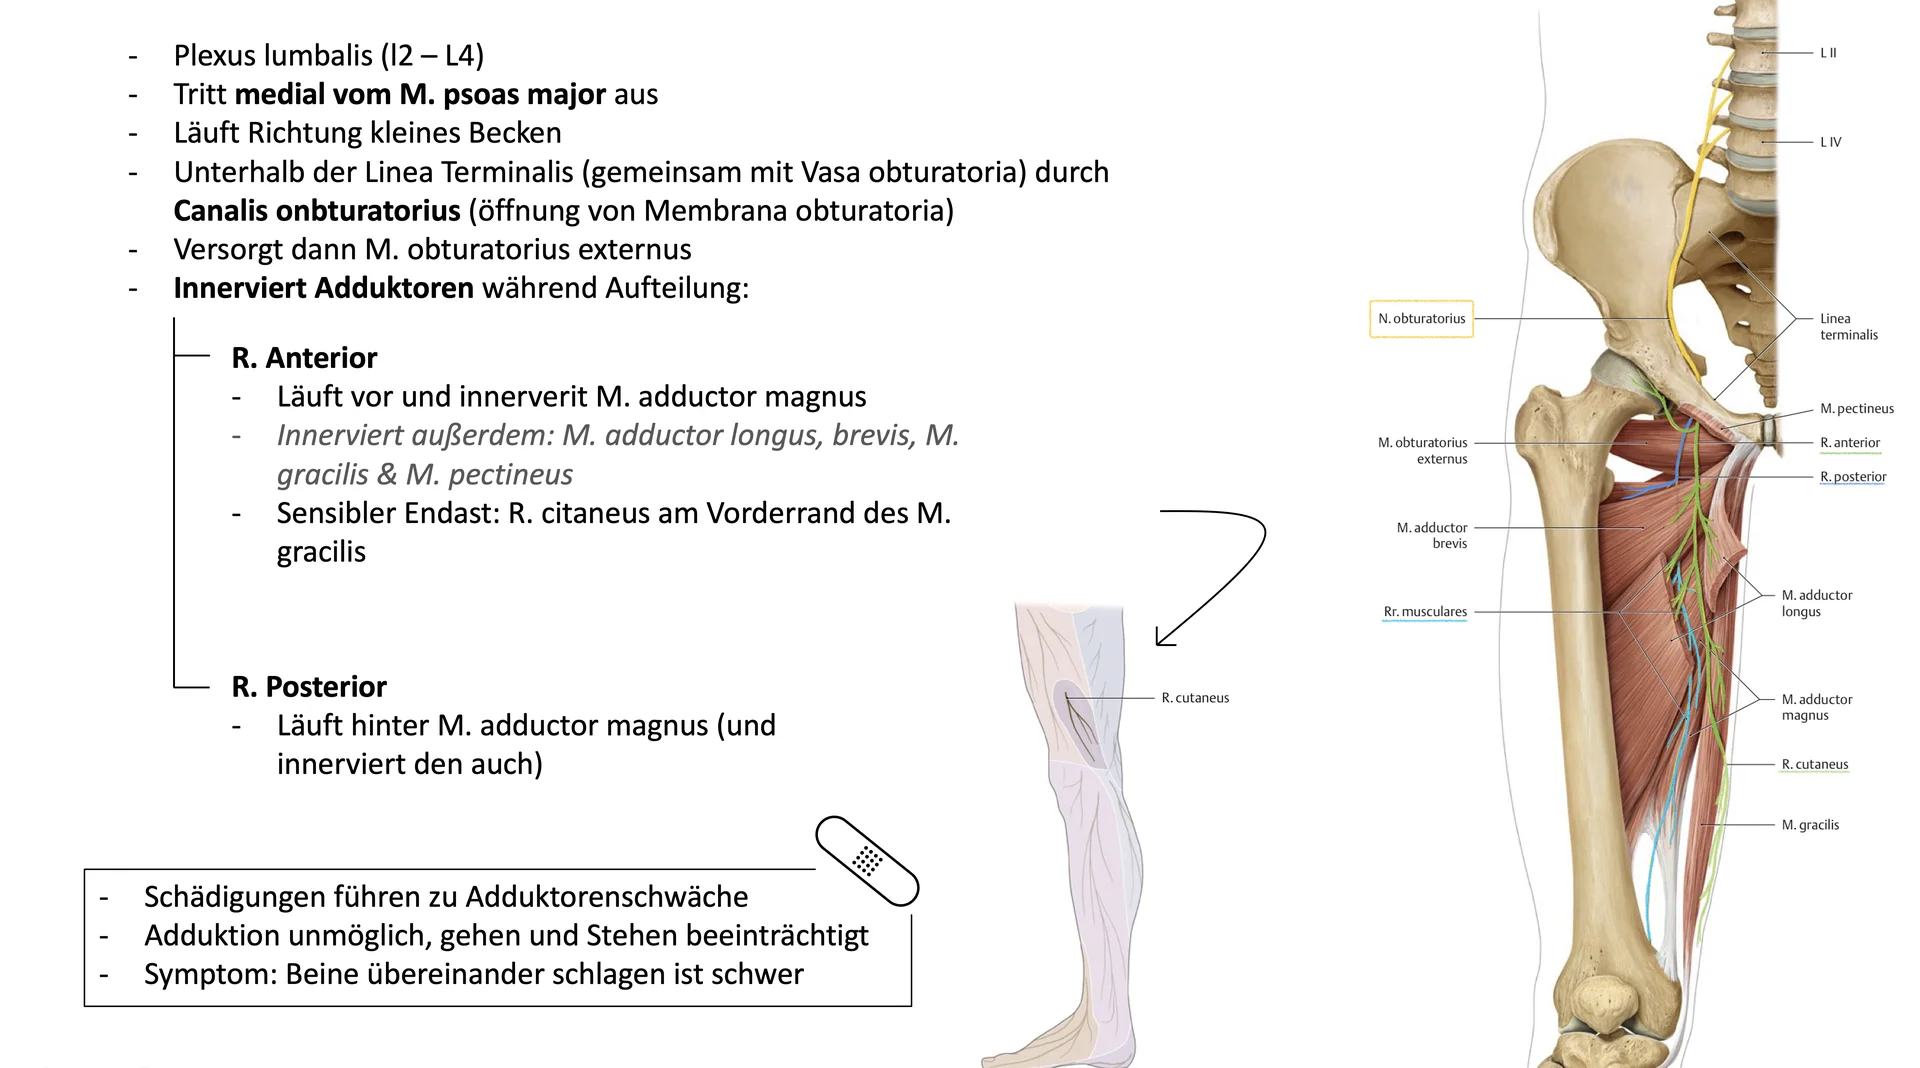 - Plexus lumbalis (l2 – L4)
- Tritt medial vom M. psoas major aus
- Läuft Richtung kleines Becken
- Unterhalb der Linea Terminalis (gemeinsam mit Vasa obturatoria) durch
Canalis onbturatorius (öffnung von Membrana obturatoria)
- Versorgt dann M. obturatorius externus
- Innerviert Adduktoren während Aufteilung:
R. Anterior
- Läuft vor und innerverit M. adductor magnus
- Innerviert außerdem: M. adductor longus, brevis, M.
gracilis & M. pectineus
- Sensibler Endast: R. citaneus am Vorderrand des M.
gracilis
R. Posterior
- Läuft hinter M. adductor magnus (und
innerviert den auch)
- Schädigungen führen zu Adduktorenschwäche
- Adduktion unmöglich, gehen und Stehen beeinträchtigt
- Symptom: Beine übereinander schlagen ist schwer
R. cutaneus
N. obturatorius
M. obturatorius
externus
M. adductor
brevis
Rr. musculares
L II
L IV
Linea
terminalis
M. pectineus
R. anterior
R. posterior
M. adductor
longus
M. adductor
magnus
R. cutaneus
M. gracilis